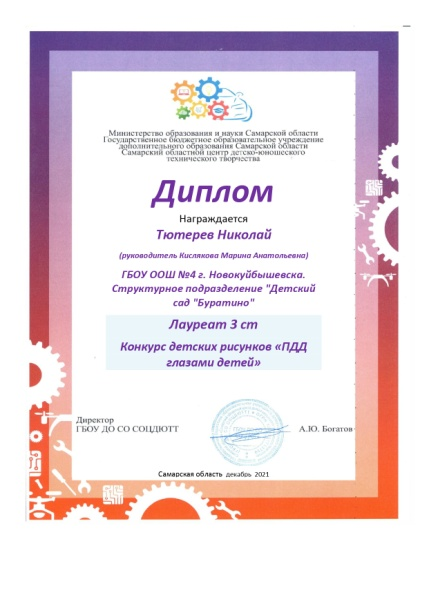 Министерство образования и науки Самарской области
Государственное бюджетное образовательное учреждение
дополнительного образования Самарской области
Самарский областной центр детско-юношеского
технического творчества
Диплом
Награждается
Тютерев Николай
(руководитель Кислякова Марина Анатольевна)
ГБОУ ООШ №4 г. Новокуйбышевска.
Структурное подразделение "Детский
сад "Буратино"
Лауреат 3 ст
Конкурс детских рисунков «ПДД
глазами детей»
Директор
ГБОУ ДО СО СОЦДЮТТ
А.Ю. Богатов
Самарская область декабрь 2021